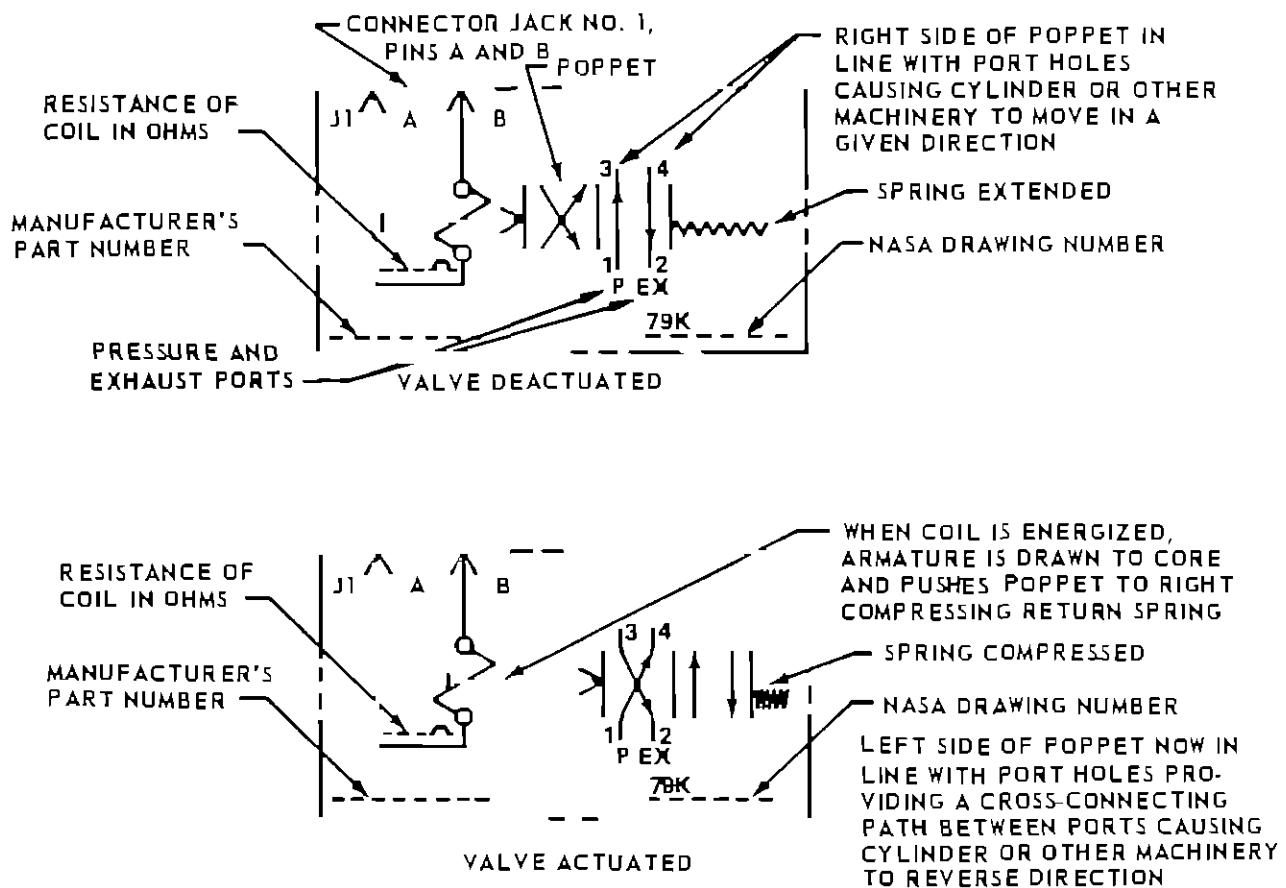 CONNECTOR JACK NO. 1,
PINS A AND B
POPPET
RIGHT SIDE OF POPPET IN
LINE WITH PORT HOLES
CAUSING CYLINDER OR OTHER
MACHINERY TO MOVE IN A
GIVEN DIRECTION
RESISTANCE OF
COIL IN OHMS
J1 A B
3 4
SPRING EXTENDED
MANUFACTURER'S
PART NUMBER
NASA DRAWING NUMBER
1 2
P EX
79K
PRESSURE AND
EXHAUST PORTS
VALVE DEACTUATED
WHEN COIL IS ENERGIZED,
ARMATURE IS DRAWN TO CORE
AND PUSHES POPPET TO RIGHT
COMPRESSING RETURN SPRING
RESISTANCE OF
COIL IN OHMS
J1 A B
3 4
SPRING COMPRESSED
MANUFACTURER'S
PART NUMBER
NASA DRAWING NUMBER
1 2
P EX
79K
LEFT SIDE OF POPPET NOW IN
LINE WITH PORT HOLES PRO-
VIDING A CROSS-CONNECTING
PATH BETWEEN PORTS CAUSING
CYLINDER OR OTHER MACHINERY
TO REVERSE DIRECTION
VALVE ACTUATED